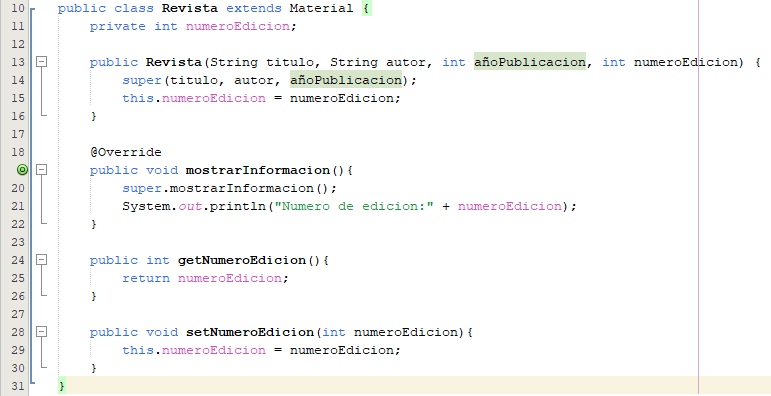 10 public class Revista extends Material {
11     private int numeroEdicion;
12
13     public Revista(String titulo, String autor, int añoPublicacion, int numeroEdicion) {
14         super(titulo, autor, añoPublicacion);
15         this.numeroEdicion = numeroEdicion;
16     }
17
18     @Override
    public void mostrarInformacion(){
20         super.mostrarInformacion();
21         System.out.println("Numero de edicion:" + numeroEdicion);
22     }
23
24     public int getNumeroEdicion(){
25         return numeroEdicion;
26     }
27
28     public void setNumeroEdicion(int numeroEdicion){
29         this.numeroEdicion = numeroEdicion;
30     }
31 }